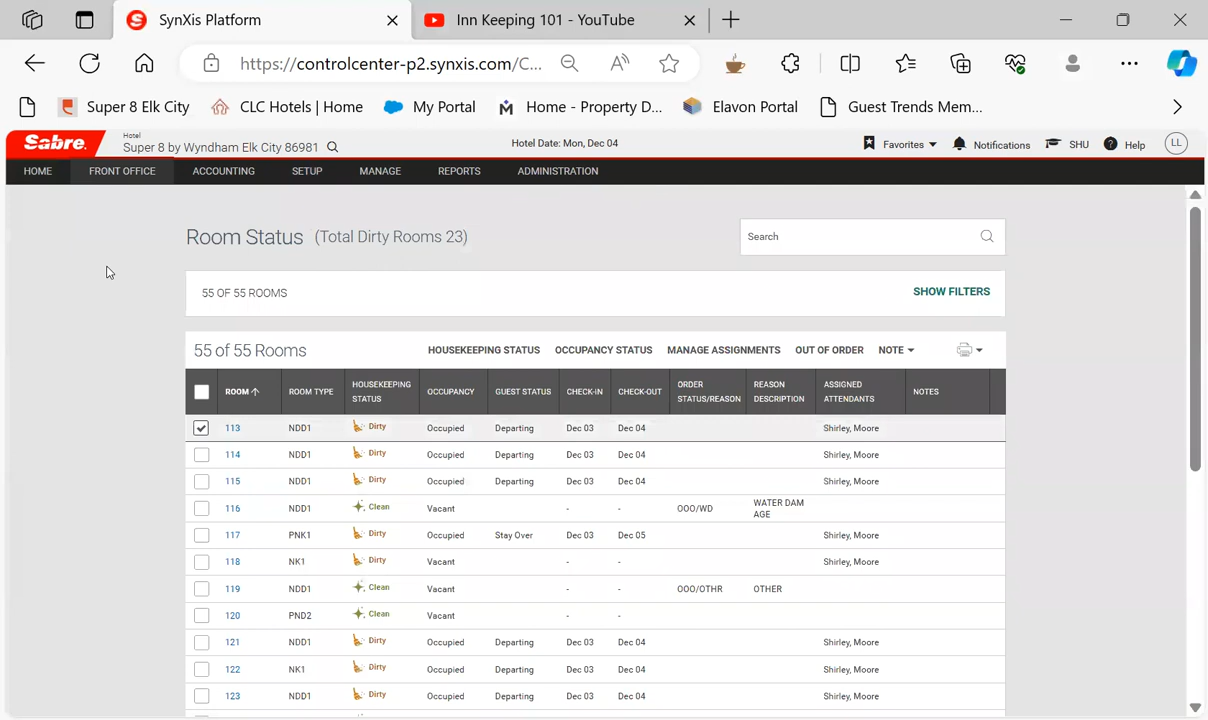 SynXis Platform
Inn Keeping 101 - YouTube
https://controlcenter-p2.synxis.com/C...
Super 8 Elk City
CLC Hotels | Home
My Portal
Home - Property D...
Elavon Portal
Guest Trends Mem...
Sabre.
Hotel
Super 8 by Wyndham Elk City 86981
Hotel Date: Mon, Dec 04
Favorites
Notifications
SHU
Help
LL
HOME FRONT OFFICE ACCOUNTING SETUP MANAGE REPORTS ADMINISTRATION
Room Status (Total Dirty Rooms 23)
Search
55 OF 55 ROOMS
SHOW FILTERS
55 of 55 Rooms
HOUSEKEEPING STATUS OCCUPANCY STATUS MANAGE ASSIGNMENTS OUT OF ORDER NOTE
ROOM ROOM TYPE HOUSEKEEPING STATUS OCCUPANCY GUEST STATUS CHECK-IN CHECK-OUT ORDER STATUS/REASON REASON DESCRIPTION ASSIGNED ATTENDANTS NOTES
113 NDD1 Dirty Occupied Departing Dec 03 Dec 04 Shirley, Moore
114 NDD1 Dirty Occupied Departing Dec 03 Dec 04 Shirley, Moore
115 NDD1 Dirty Occupied Departing Dec 03 Dec 04 Shirley, Moore
116 NDD1 Clean Vacant - - OOO/WD WATER DAM AGE
117 PNK1 Dirty Occupied Stay Over Dec 03 Dec 05 Shirley, Moore
118 NK1 Dirty Vacant - - Shirley, Moore
119 NDD1 Clean Vacant - - OOO/OTHR OTHER
120 PND2 Clean Vacant - -
121 NDD1 Dirty Occupied Departing Dec 03 Dec 04 Shirley, Moore
122 NK1 Dirty Occupied Departing Dec 03 Dec 04 Shirley, Moore
123 NDD1 Dirty Occupied Departing Dec 03 Dec 04 Shirley, Moore